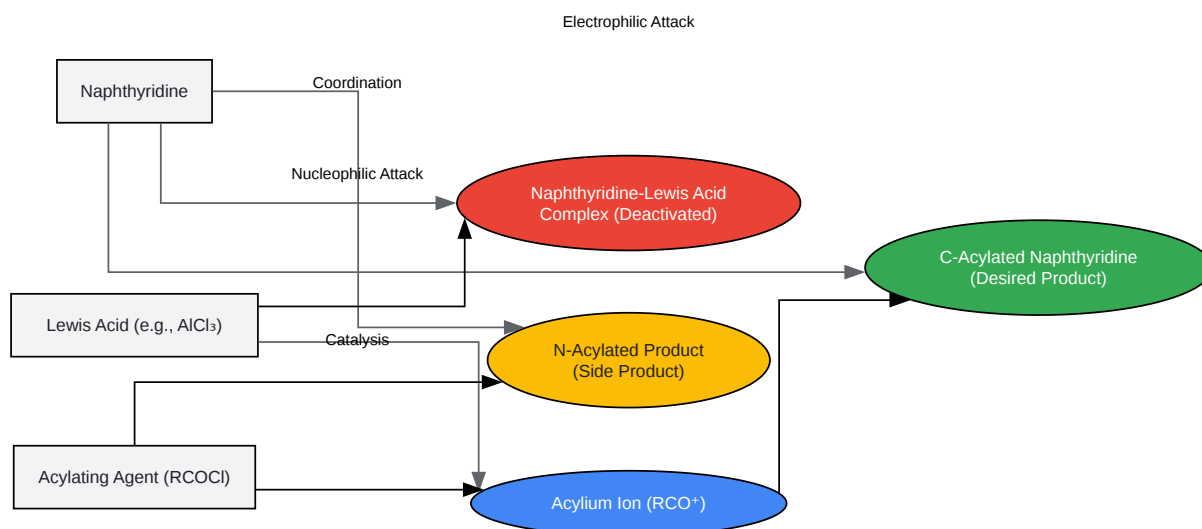 Electrophilic Attack
Naphthyridine
Coordination
Nucleophilic Attack
Naphthyridine-Lewis Acid
Complex (Deactivated)
C-Acylated Naphthyridine
(Desired Product)
Lewis Acid (e.g., AlCl₃)
Catalysis
N-Acylated Product
(Side Product)
Acylating Agent (RCOCl)
Acylium Ion (RCO⁺)